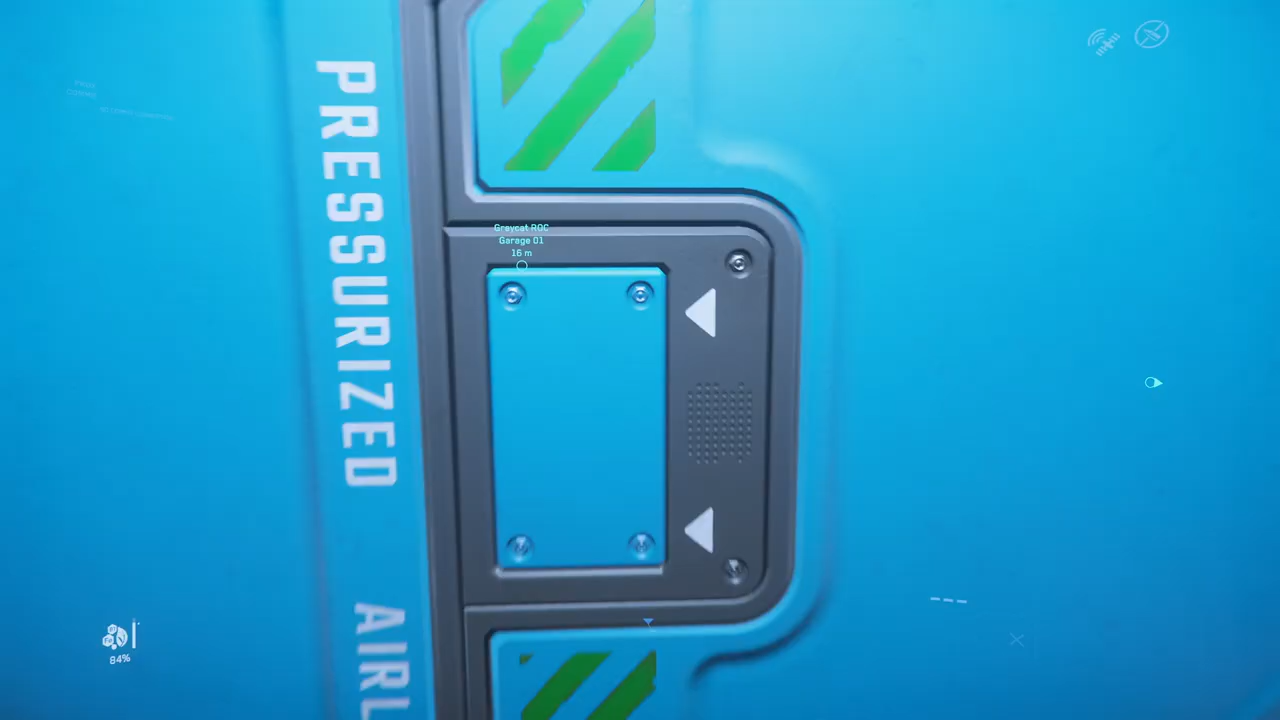 PRESSURIZED
AIRL
Greycat ROC
Garage 01
16 m
84%